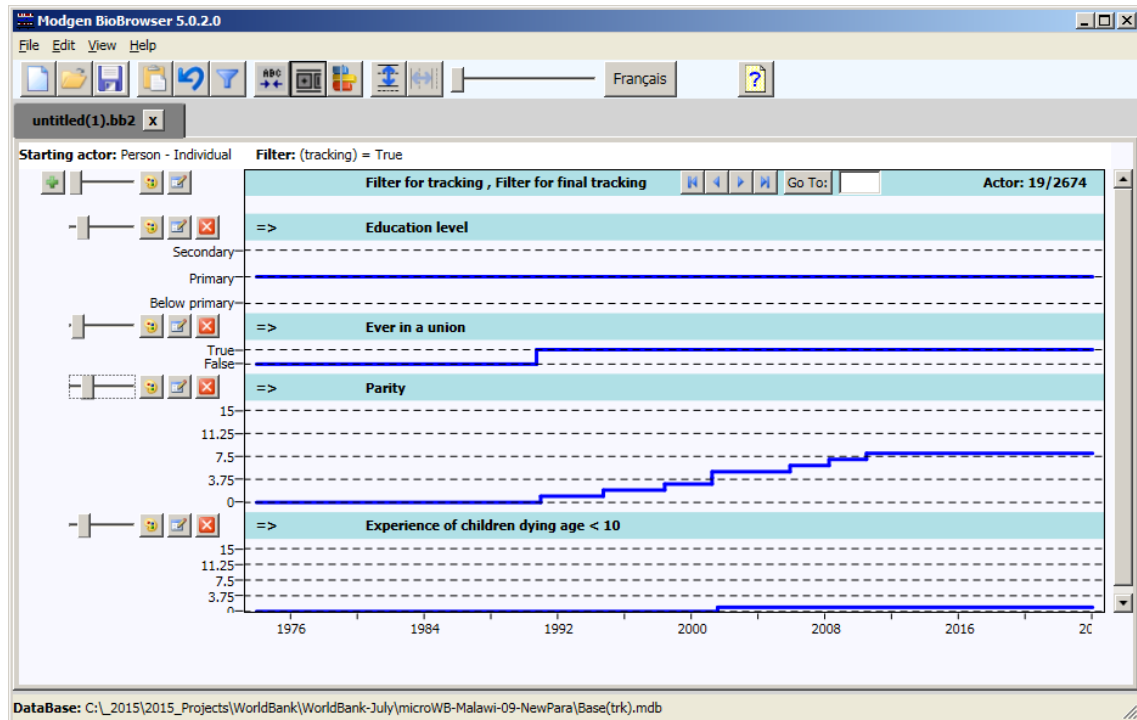 Modgen BioBrowser 5.0.2.0
File Edit View Help
ABC Français ?
untitled(1).bb2 x
Starting actor: Person - Individual Filter: (tracking) = True
Filter for tracking , Filter for final tracking Go To: Actor: 19/2674
=> Education level
Secondary
Primary
Below primary
=> Ever in a union
True
False
=> Parity
15
11.25
7.5
3.75
0
=> Experience of children dying age < 10
15
11.25
7.5
3.75
0
1976 1984 1992 2000 2008 2016 20
DataBase: C:\_2015\2015_Projects\WorldBank\WorldBank-July\microWB-Malawi-09-NewPara\Base(trk).mdb